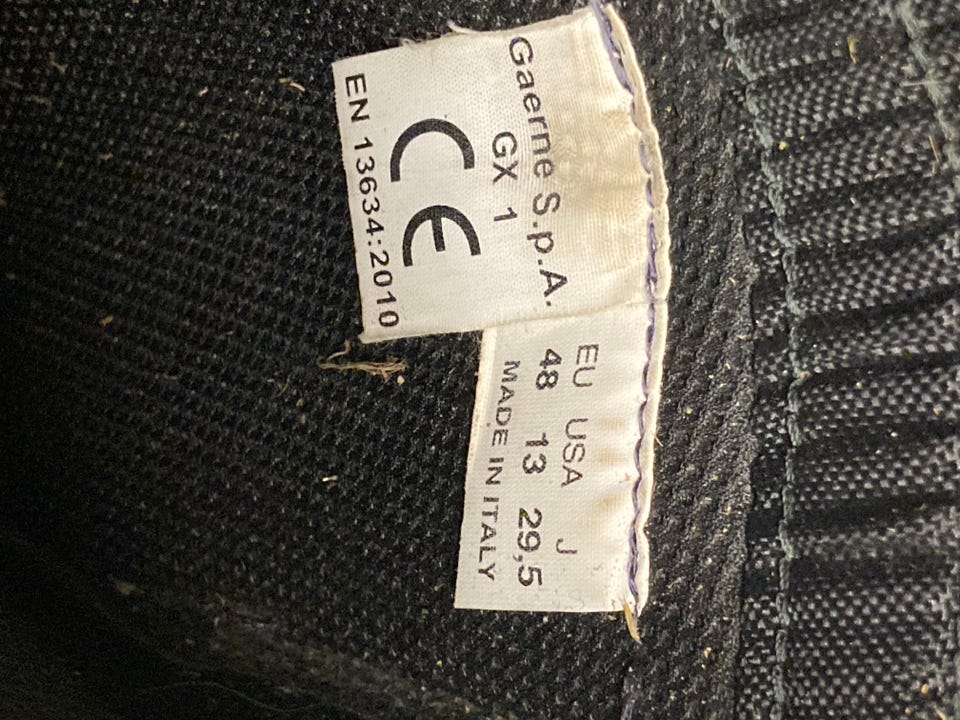 Gaerne S.p.A.
GX 1
CE
EN 13634:2010
EU USA J
48 13 29,5
MADE IN ITALY